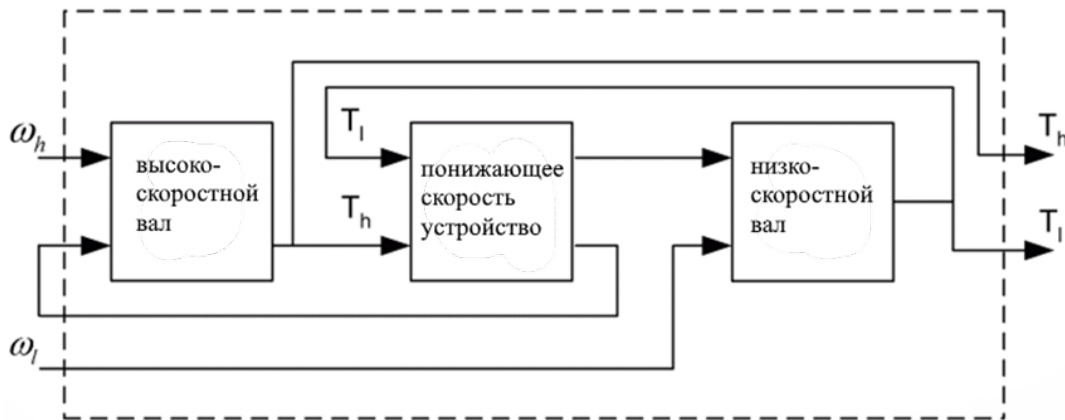 ω_h
высоко-
скоростной
вал
T_l
T_h
понижающее
скорость
устройство
низко-
скоростной
вал
T_h
T_l
ω_l